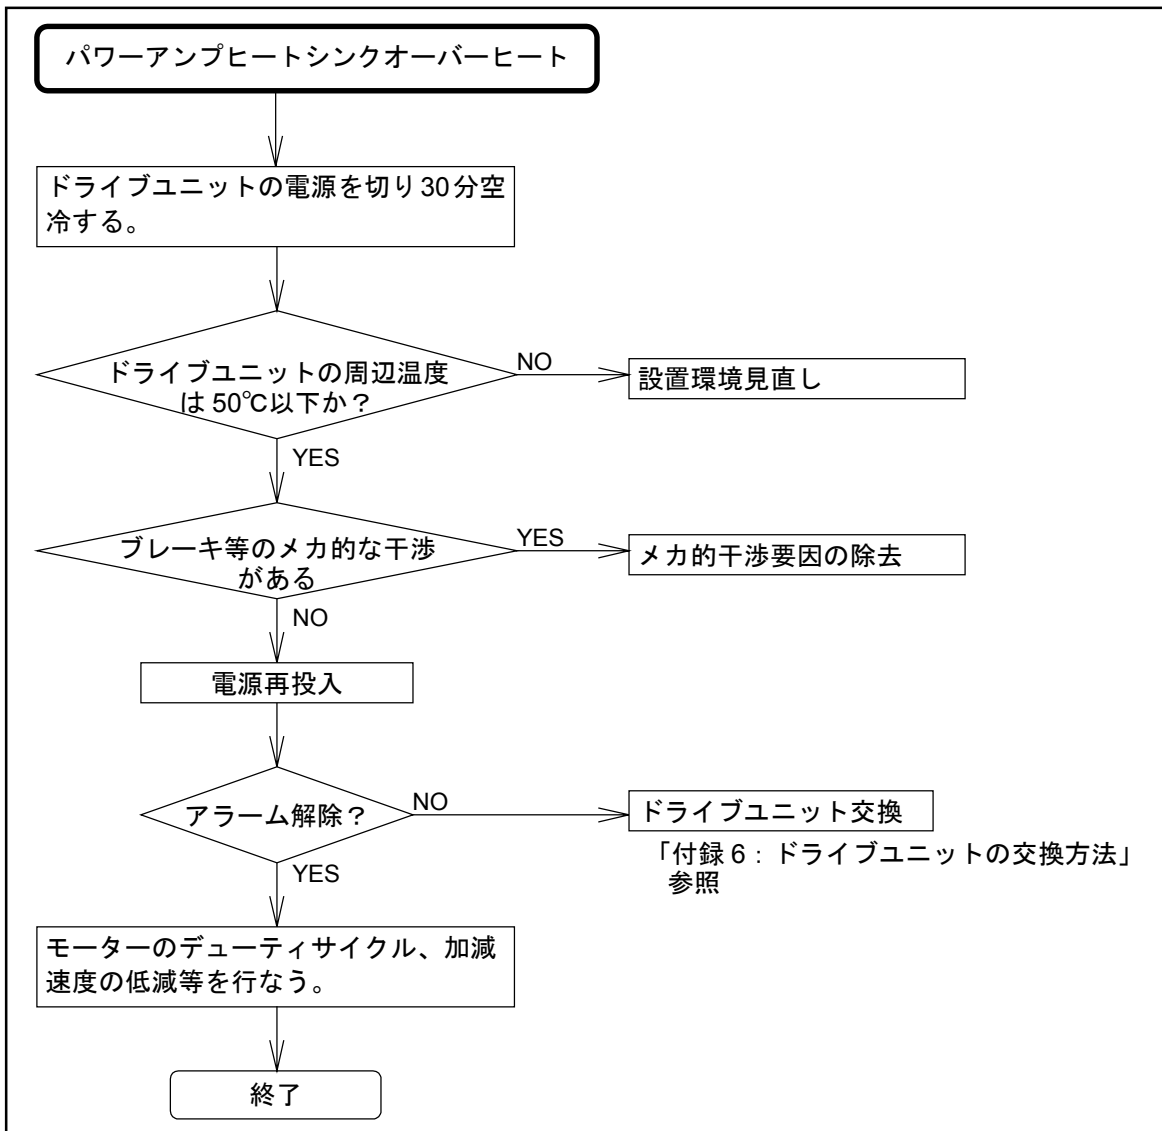 パワーアンプヒートシンクオーバーヒート
ドライブユニットの電源を切り30分空
冷する。
ドライブユニットの周辺温度
は50℃以下か？
NO
設置環境見直し
YES
ブレーキ等のメカ的な干渉
がある
YES
メカ的干渉要因の除去
NO
電源再投入
アラーム解除？
NO
ドライブユニット交換
「付録6：ドライブユニットの交換方法」
参照
YES
モーターのデューティサイクル、加減
速度の低減等を行なう。
終了